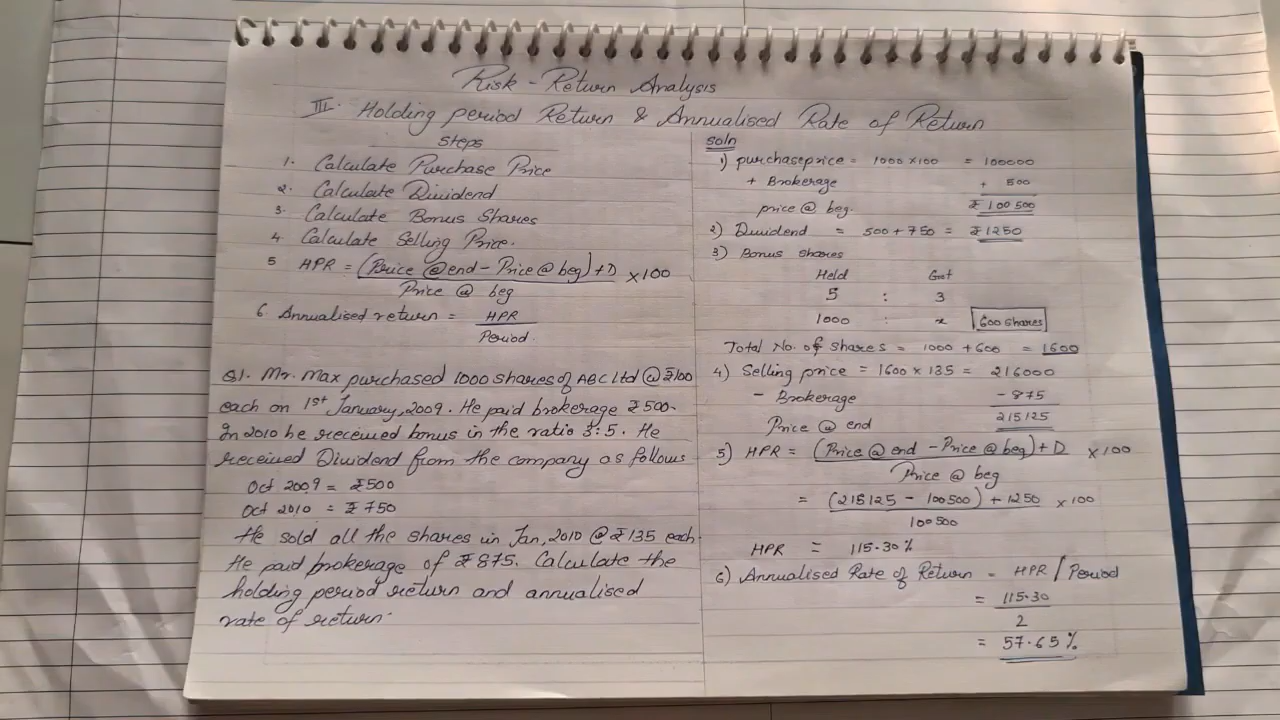 Risk - Return Analysis
III. Holding period Return & Annualised Rate of Return
Steps
1. Calculate Purchase Price
2. Calculate Dividend
3. Calculate Bonus Shares
4. Calculate Selling Price.
5 HPR = (Price @ end - Price @ beg) + D × 100
Price @ beg
6. Annualised return = HPR
Period.
Q1. Mr. Max purchased 1000 shares of ABC Ltd @ ₹100
each on 1st January, 2009. He paid brokerage ₹500.
In 2010 he received bonus in the ratio 3:5. He
received Dividend from the company as follows
Oct 2009 = ₹500
Oct 2010 = ₹750
He sold all the shares in Jan, 2010 @ ₹135 each.
He paid brokerage of ₹875. Calculate the
holding period return and annualised
rate of return.
soln
1) purchase price = 1000 × 100 = 100000
+ Brokerage + 500
price @ beg. ₹100500
2) Dividend = 500 + 750 = ₹1250
3) Bonus shares
Held Got
5 : 3
1000 : x 600 shares
Total No. of shares = 1000 + 600 = 1600
4) Selling price = 1600 × 135 = 216000
- Brokerage - 875
Price @ end 215125
5) HPR = (Price @ end - Price @ beg) + D × 100
Price @ beg
= (215125 - 100500) + 1250 × 100
100500
HPR = 115.30%
6) Annualised Rate of Return = HPR / Period
= 115.30
2
= 57.65%